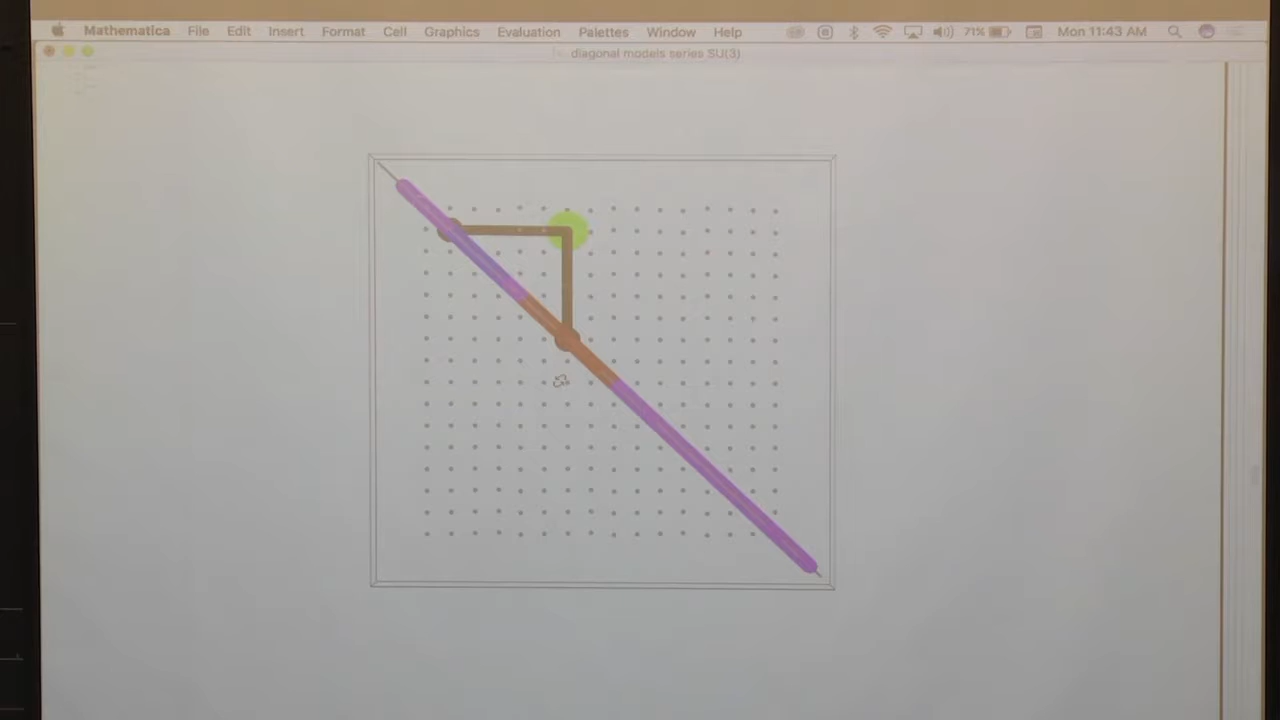 Mathematica File Edit Insert Format Cell Graphics Evaluation Palettes Window Help 71% Mon 11:43 AM
diagonal models series SU(3)